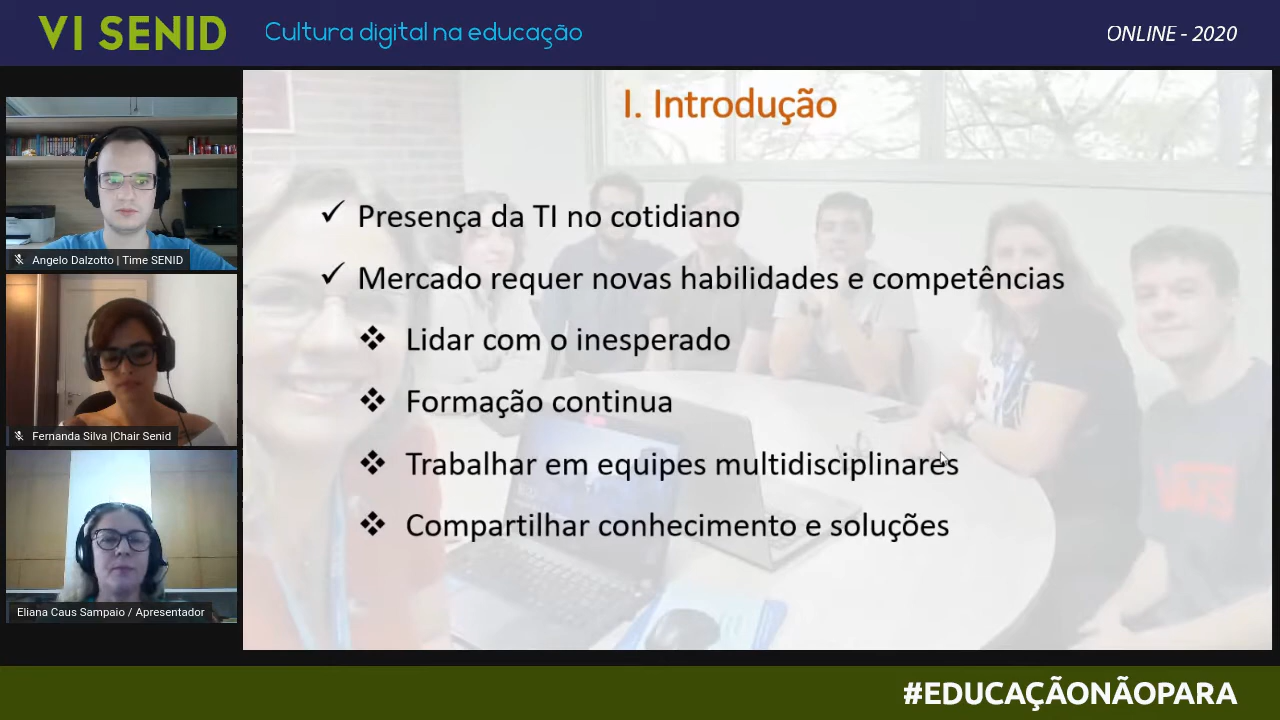 VI SENID
Cultura digital na educação
ONLINE - 2020
I. Introdução
Presença da TI no cotidiano
Mercado requer novas habilidades e competências
Lidar com o inesperado
Formação continua
Trabalhar em equipes multidisciplinares
Compartilhar conhecimento e soluções
Angelo Dalzotto | Time SENID
Fernanda Silva |Chair Senid
Eliana Caus Sampaio / Apresentador
#EDUCAÇÃONÃOPARA